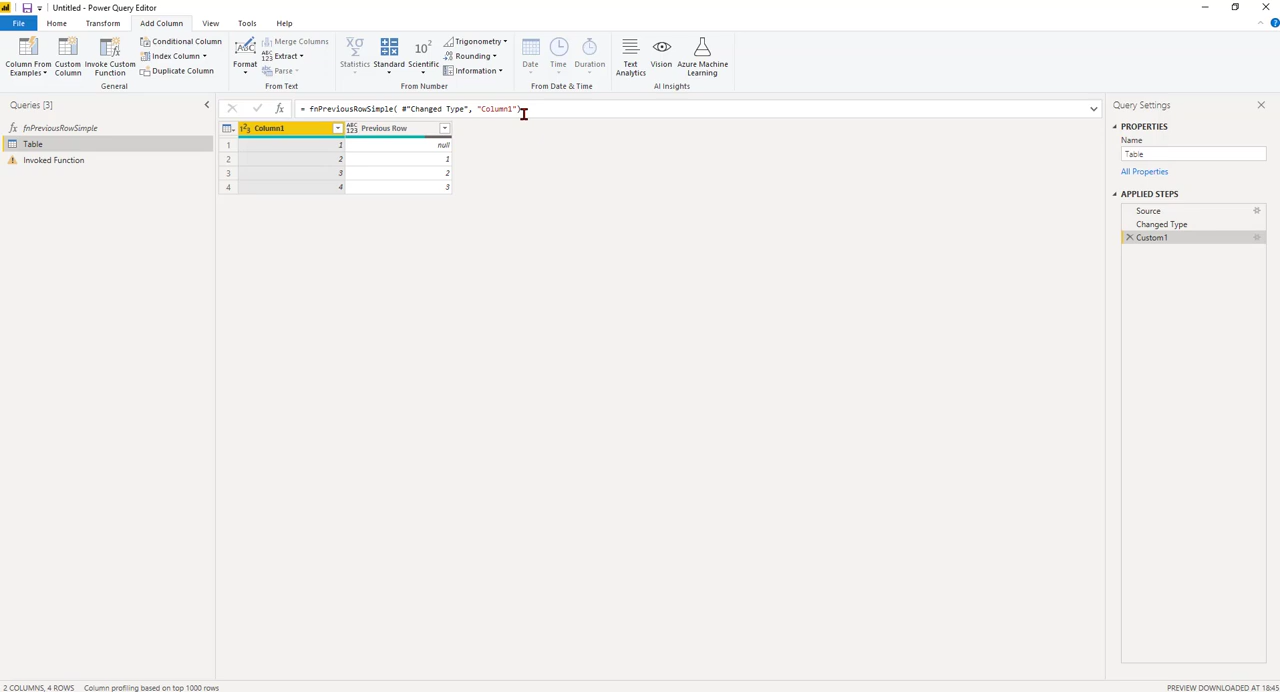 Untitled - Power Query Editor
File Home Transform Add Column View Tools Help
Column From Examples
Custom Column
Invoke Custom Function
Conditional Column
Index Column
Duplicate Column
General
Format
Merge Columns
Extract
Parse
From Text
Statistics
Standard
Scientific
Trigonometry
Rounding
Information
From Number
Date
Time
Duration
From Date & Time
Text Analytics
Vision
Azure Machine Learning
AI Insights
Queries [3]
fnPreviousRowSimple
Table
Invoked Function
= fnPreviousRowSimple( #"Changed Type", "Column1")
Column1 Previous Row
1 1 null
2 2 1
3 3 2
4 4 3
Query Settings
PROPERTIES
Name
Table
All Properties
APPLIED STEPS
Source
Changed Type
Custom1
2 COLUMNS, 4 ROWS Column profiling based on top 1000 rows
PREVIEW DOWNLOADED AT 18:45